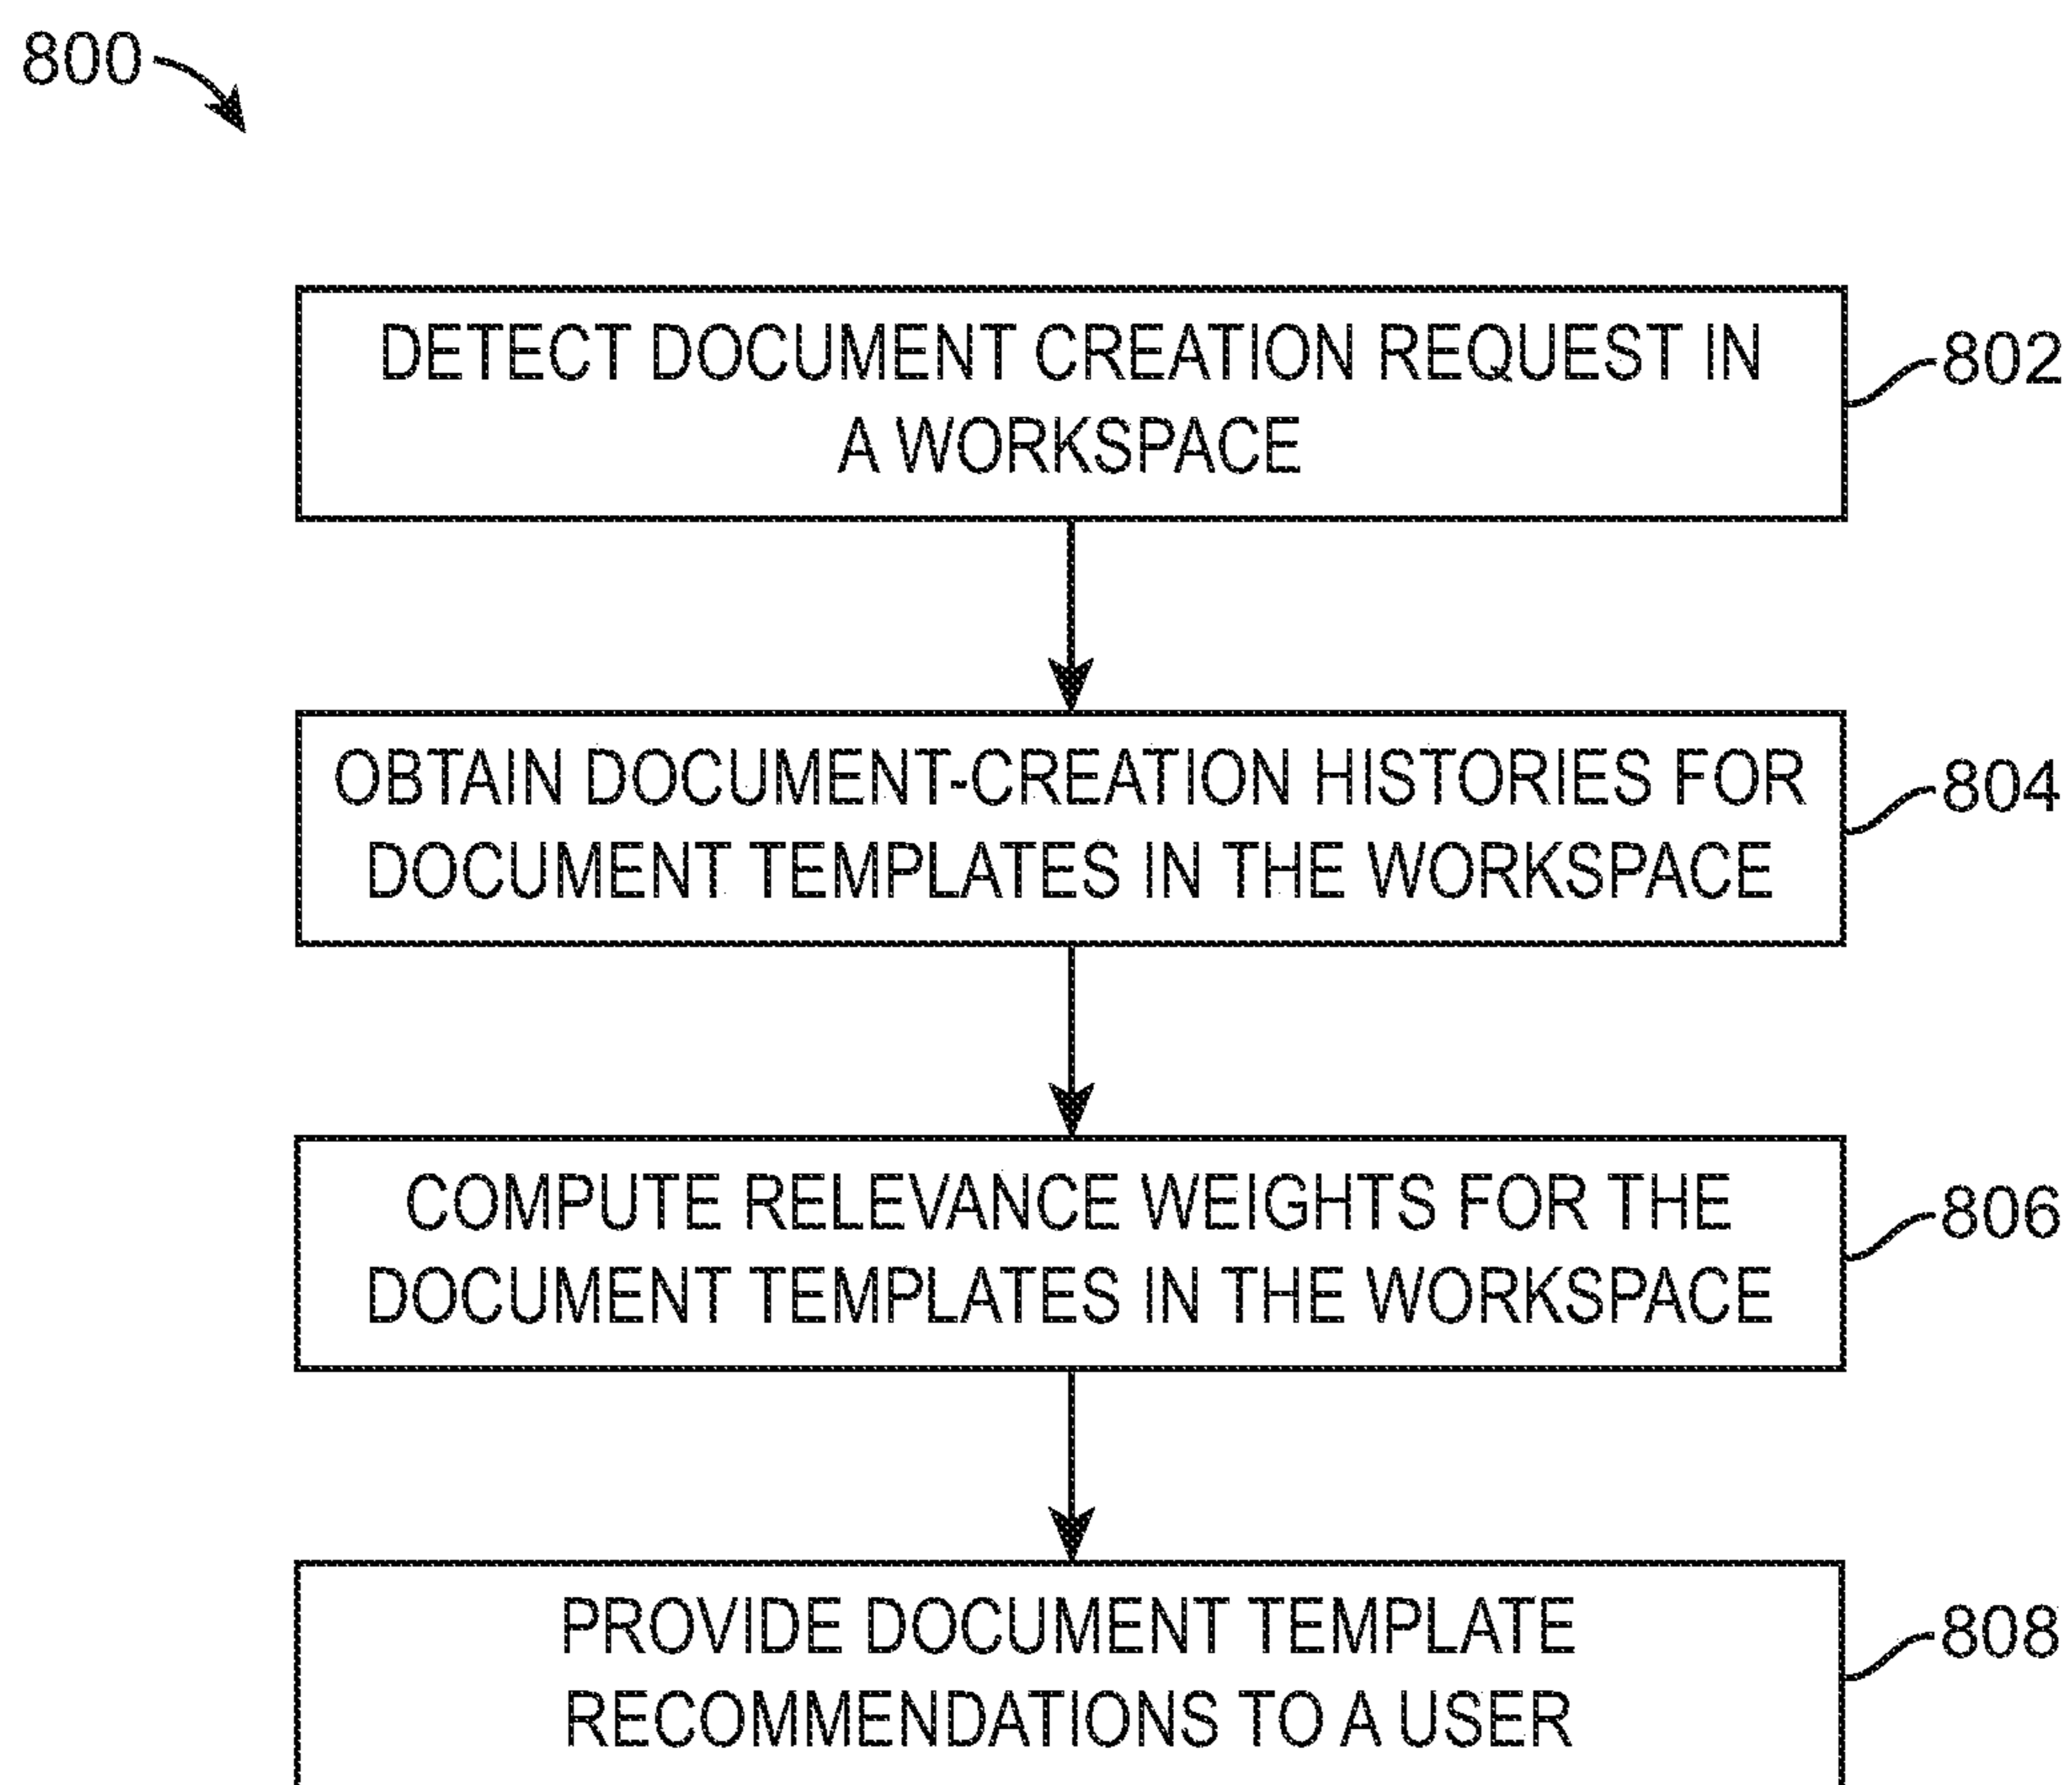 800
DETECT DOCUMENT CREATION REQUEST IN
A WORKSPACE
802
OBTAIN DOCUMENT-CREATION HISTORIES FOR
DOCUMENT TEMPLATES IN THE WORKSPACE
804
COMPUTE RELEVANCE WEIGHTS FOR THE
DOCUMENT TEMPLATES IN THE WORKSPACE
806
PROVIDE DOCUMENT TEMPLATE
RECOMMENDATIONS TO A USER
808